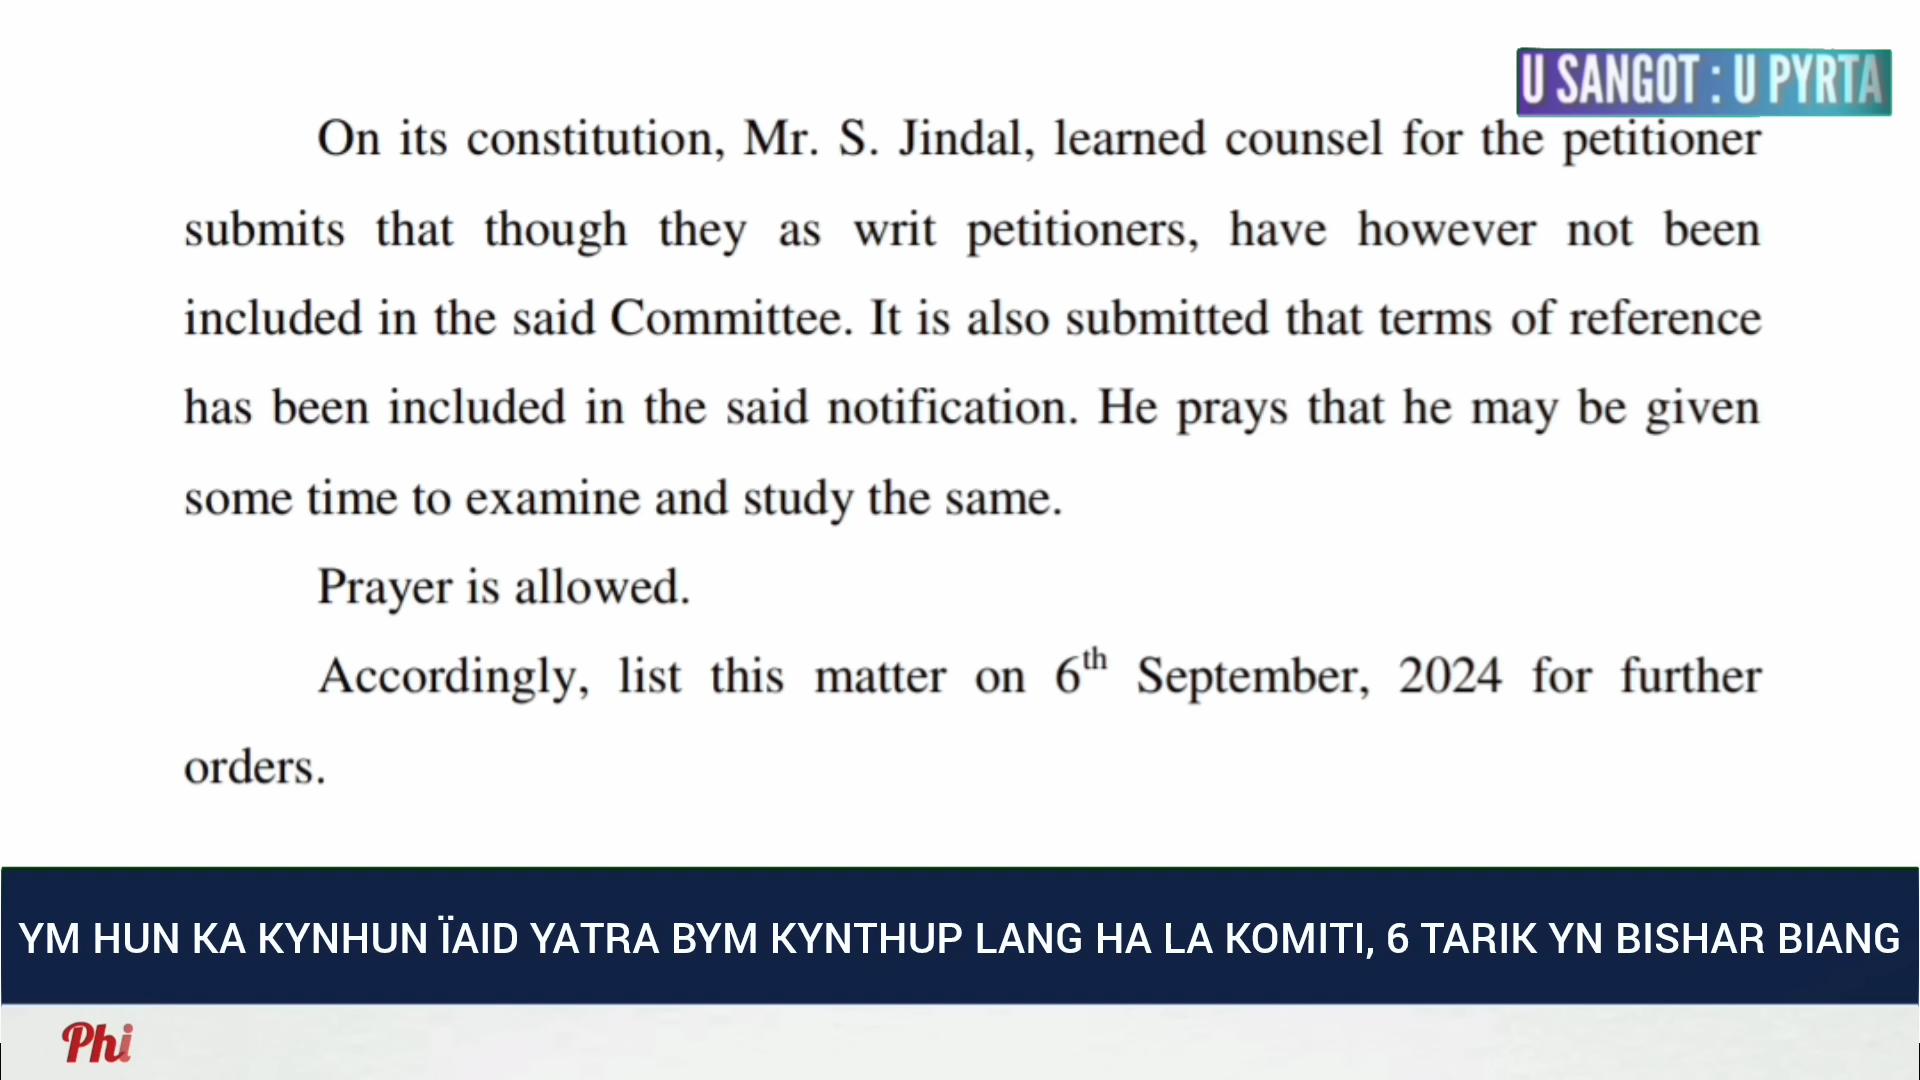 U SANGOT : U PYRTA
On its constitution, Mr. S. Jindal, learned counsel for the petitioner
submits that though they as writ petitioners, have however not been
included in the said Committee. It is also submitted that terms of reference
has been included in the said notification. He prays that he may be given
some time to examine and study the same.
Prayer is allowed.
Accordingly, list this matter on 6th September, 2024 for further
orders.
YM HUN KA KYNHUN ÏAID YATRA BYM KYNTHUP LANG HA LA KOMITI, 6 TARIK YN BISHAR BIANG
Phi